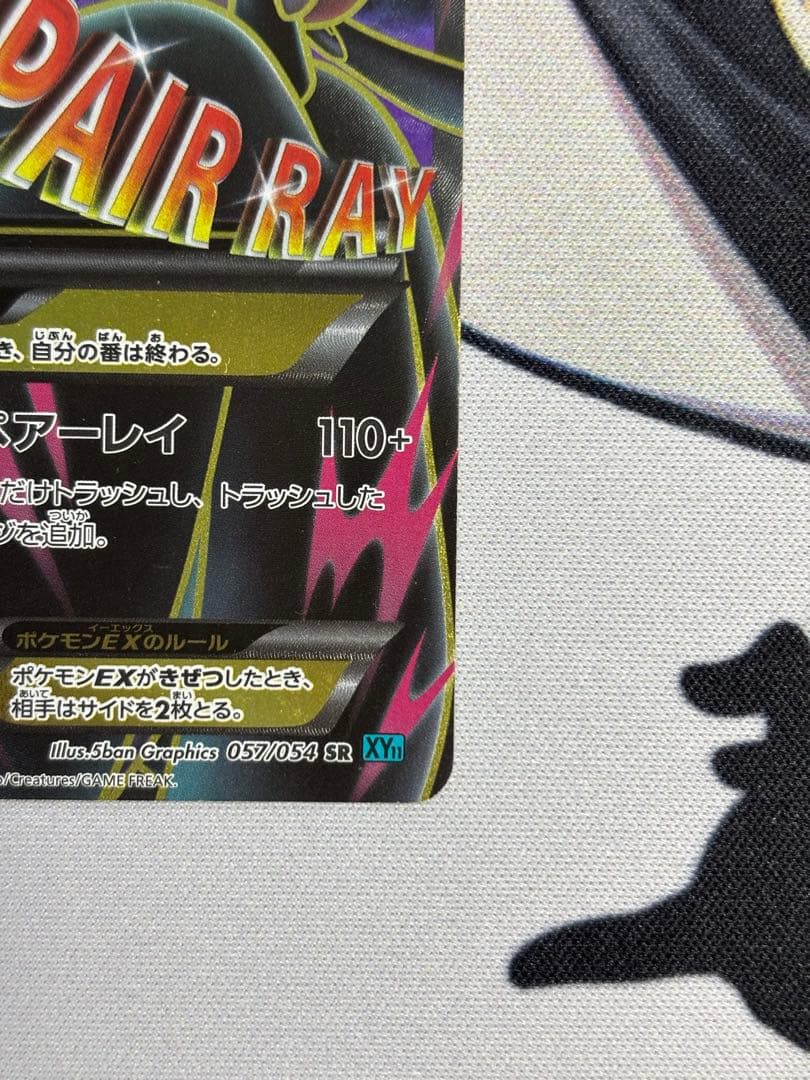 PAIR RAY
き、自分の番は終わる。
ペアーレイ 110+
だけトラッシュし、トラッシュした
ジを追加。
ポケモンEXのルール
ポケモンEXがきぜつしたとき、
相手はサイドを2枚とる。
Illus.5ban Graphics 057/054 SR XY11
/Creatures/GAME FREAK.